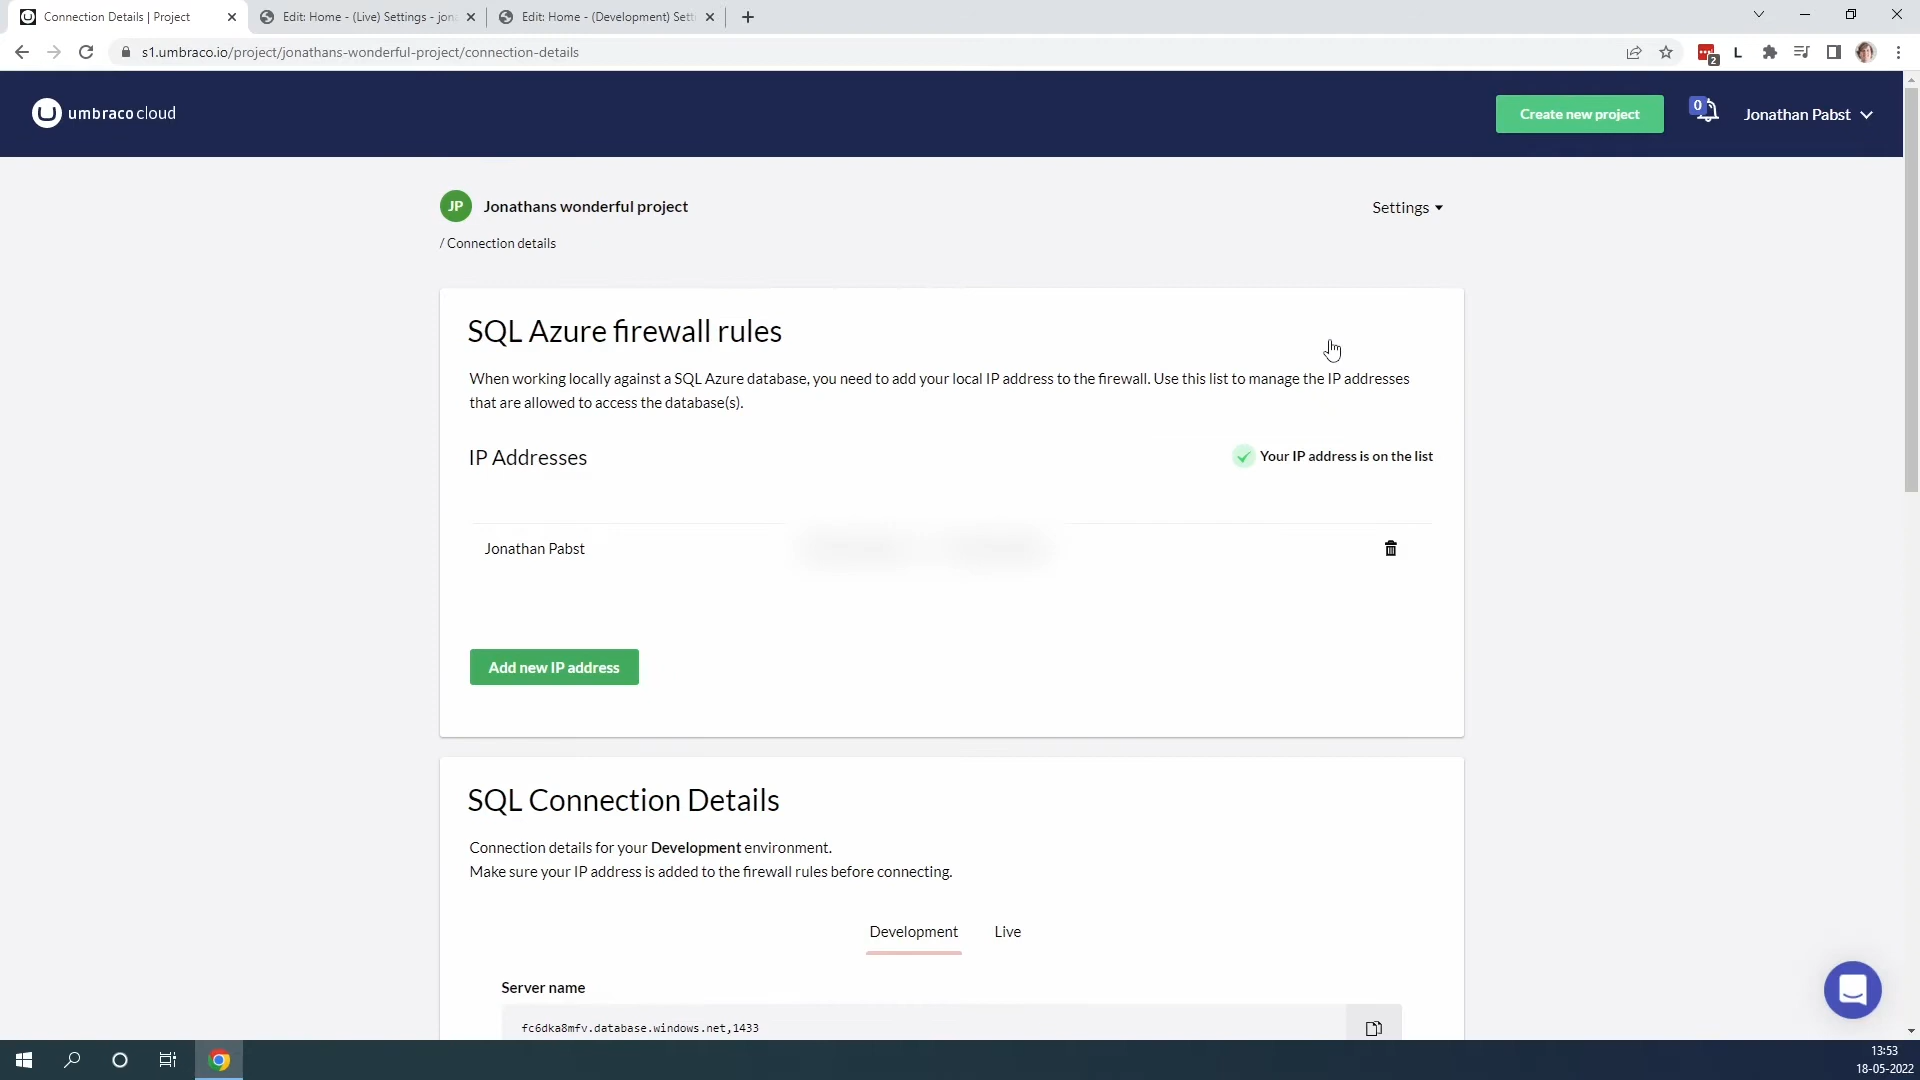 Connection Details | Project
Edit: Home - (Live) Settings - jona
Edit: Home - (Development) Sett
s1.umbraco.io/project/jonathans-wonderful-project/connection-details
2
L
umbraco cloud
Create new project
0
Jonathan Pabst
JP
Jonathans wonderful project
Settings
/ Connection details
SQL Azure firewall rules
When working locally against a SQL Azure database, you need to add your local IP address to the firewall. Use this list to manage the IP addresses
that are allowed to access the database(s).
IP Addresses
Your IP address is on the list
Jonathan Pabst
Add new IP address
SQL Connection Details
Connection details for your Development environment.
Make sure your IP address is added to the firewall rules before connecting.
Development
Live
Server name
fc6dka8mfv.database.windows.net,1433
13:53
18-05-2022